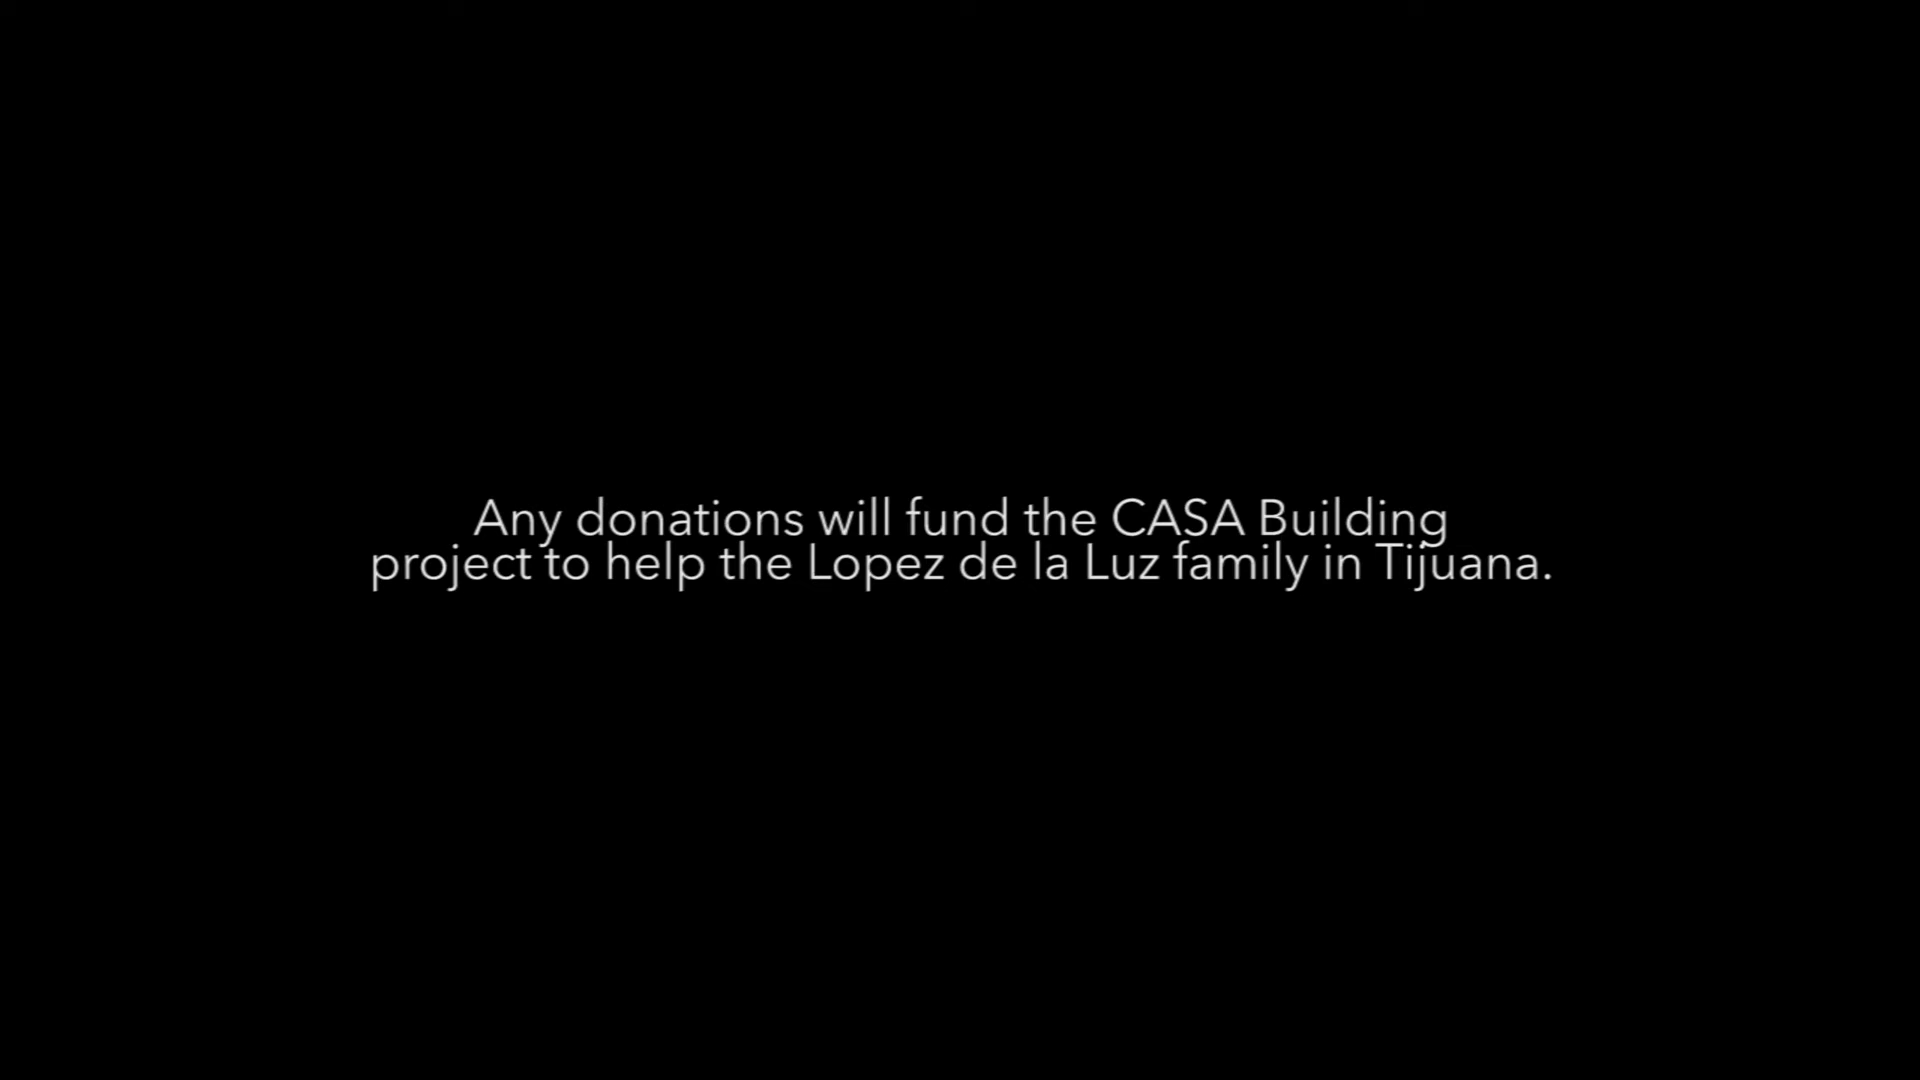 Any donations will fund the CASA Building
project to help the Lopez de la Luz family in Tijuana.